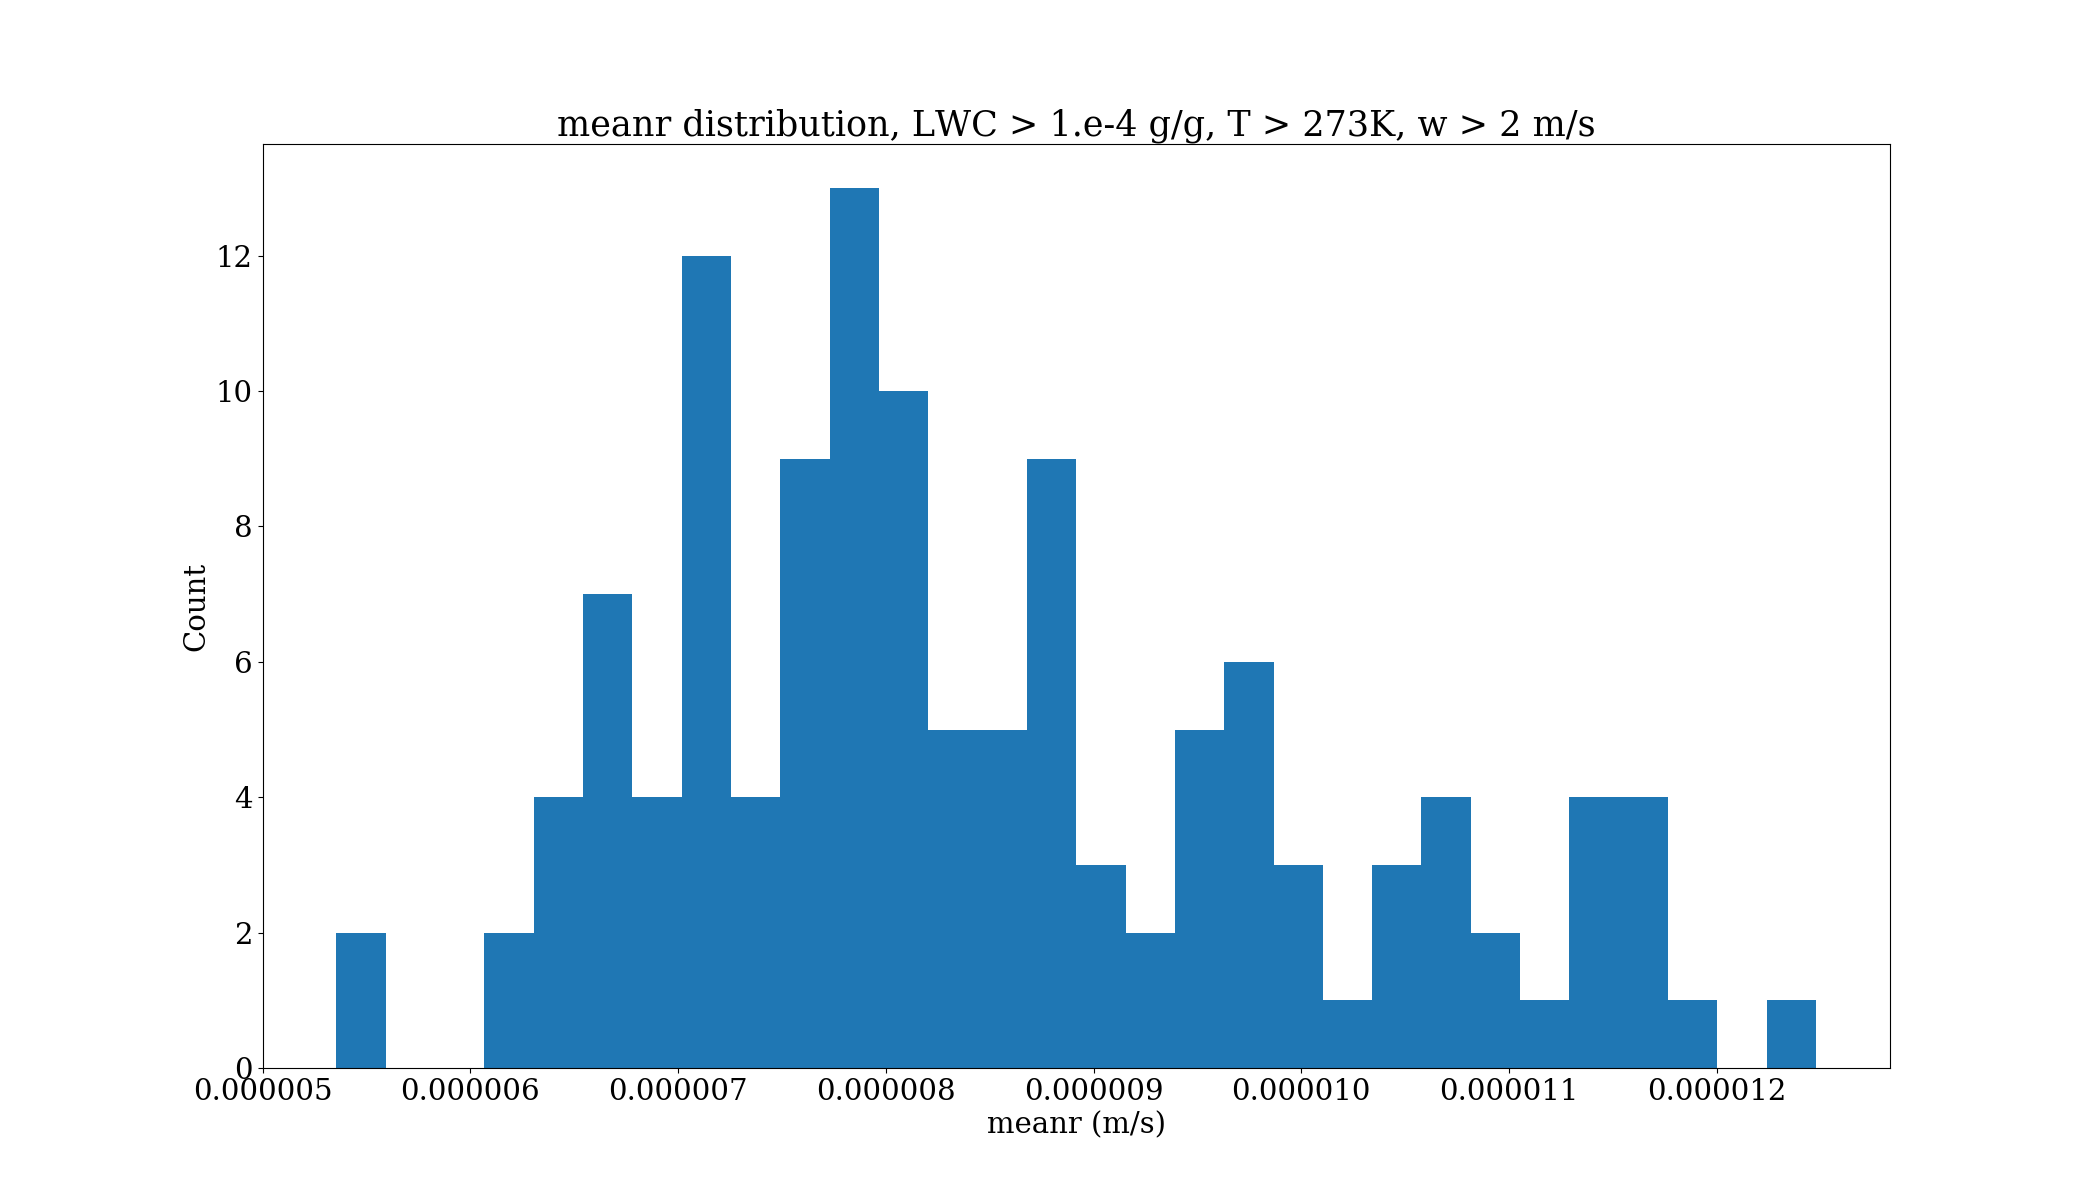 meanr distribution, LWC > 1.e-4 g/g, T > 273K, w > 2 m/s
12
10
8
6
4
2
0
Count
0.000005 0.000006 0.000007 0.000008 0.000009 0.000010 0.000011 0.000012
meanr (m/s)